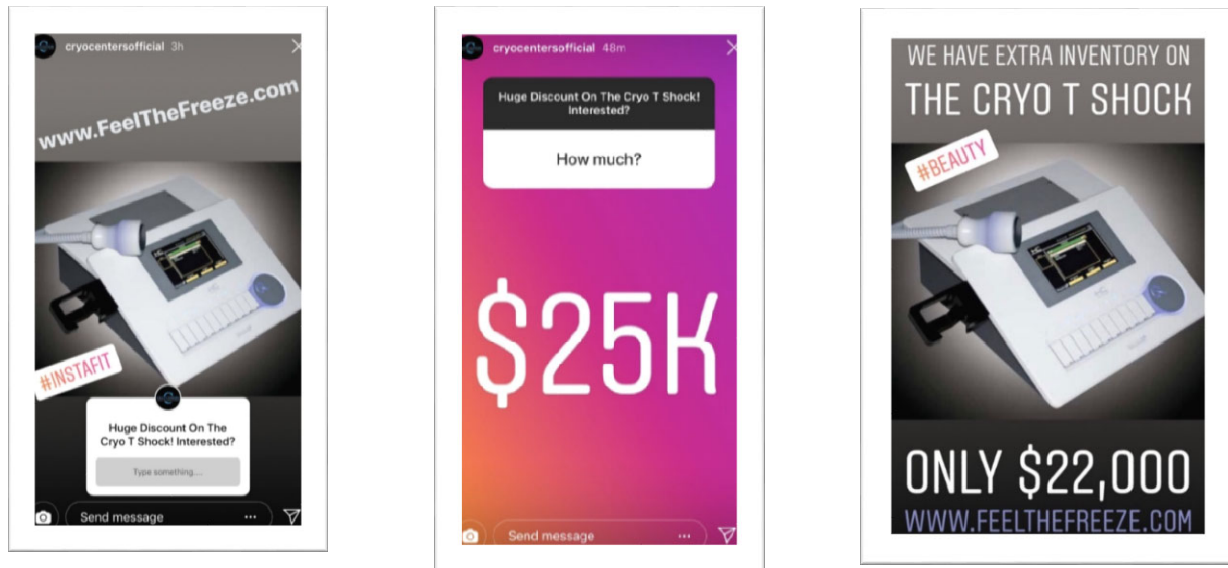 cryocentersofficial 3h
www.FeelTheFreeze.com
#INSTAFIT
Huge Discount On The
Cryo T Shock! Interested?
Type something...
Send message
cryocentersofficial 48m
Huge Discount On The Cryo T Shock!
Interested?
How much?
$25K
Send message
WE HAVE EXTRA INVENTORY ON
THE CRYO T SHOCK
#BEAUTY
ONLY $22,000
WWW.FEELTHEFREEZE.COM